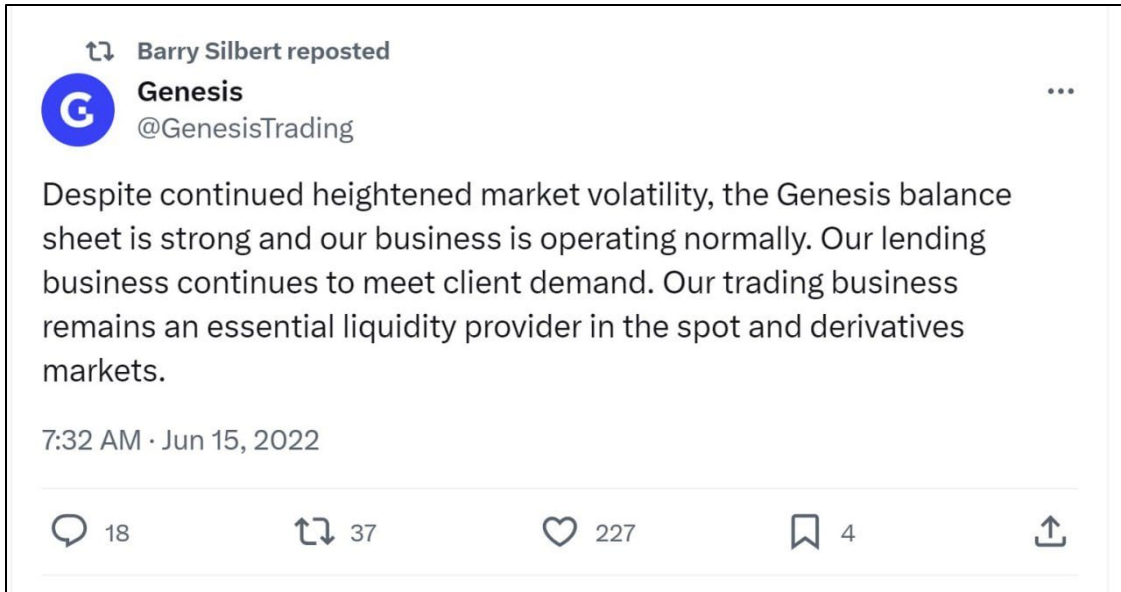 Barry Silbert reposted
G
Genesis
@GenesisTrading
Despite continued heightened market volatility, the Genesis balance
sheet is strong and our business is operating normally. Our lending
business continues to meet client demand. Our trading business
remains an essential liquidity provider in the spot and derivatives
markets.
7:32 AM · Jun 15, 2022
18 37 227 4